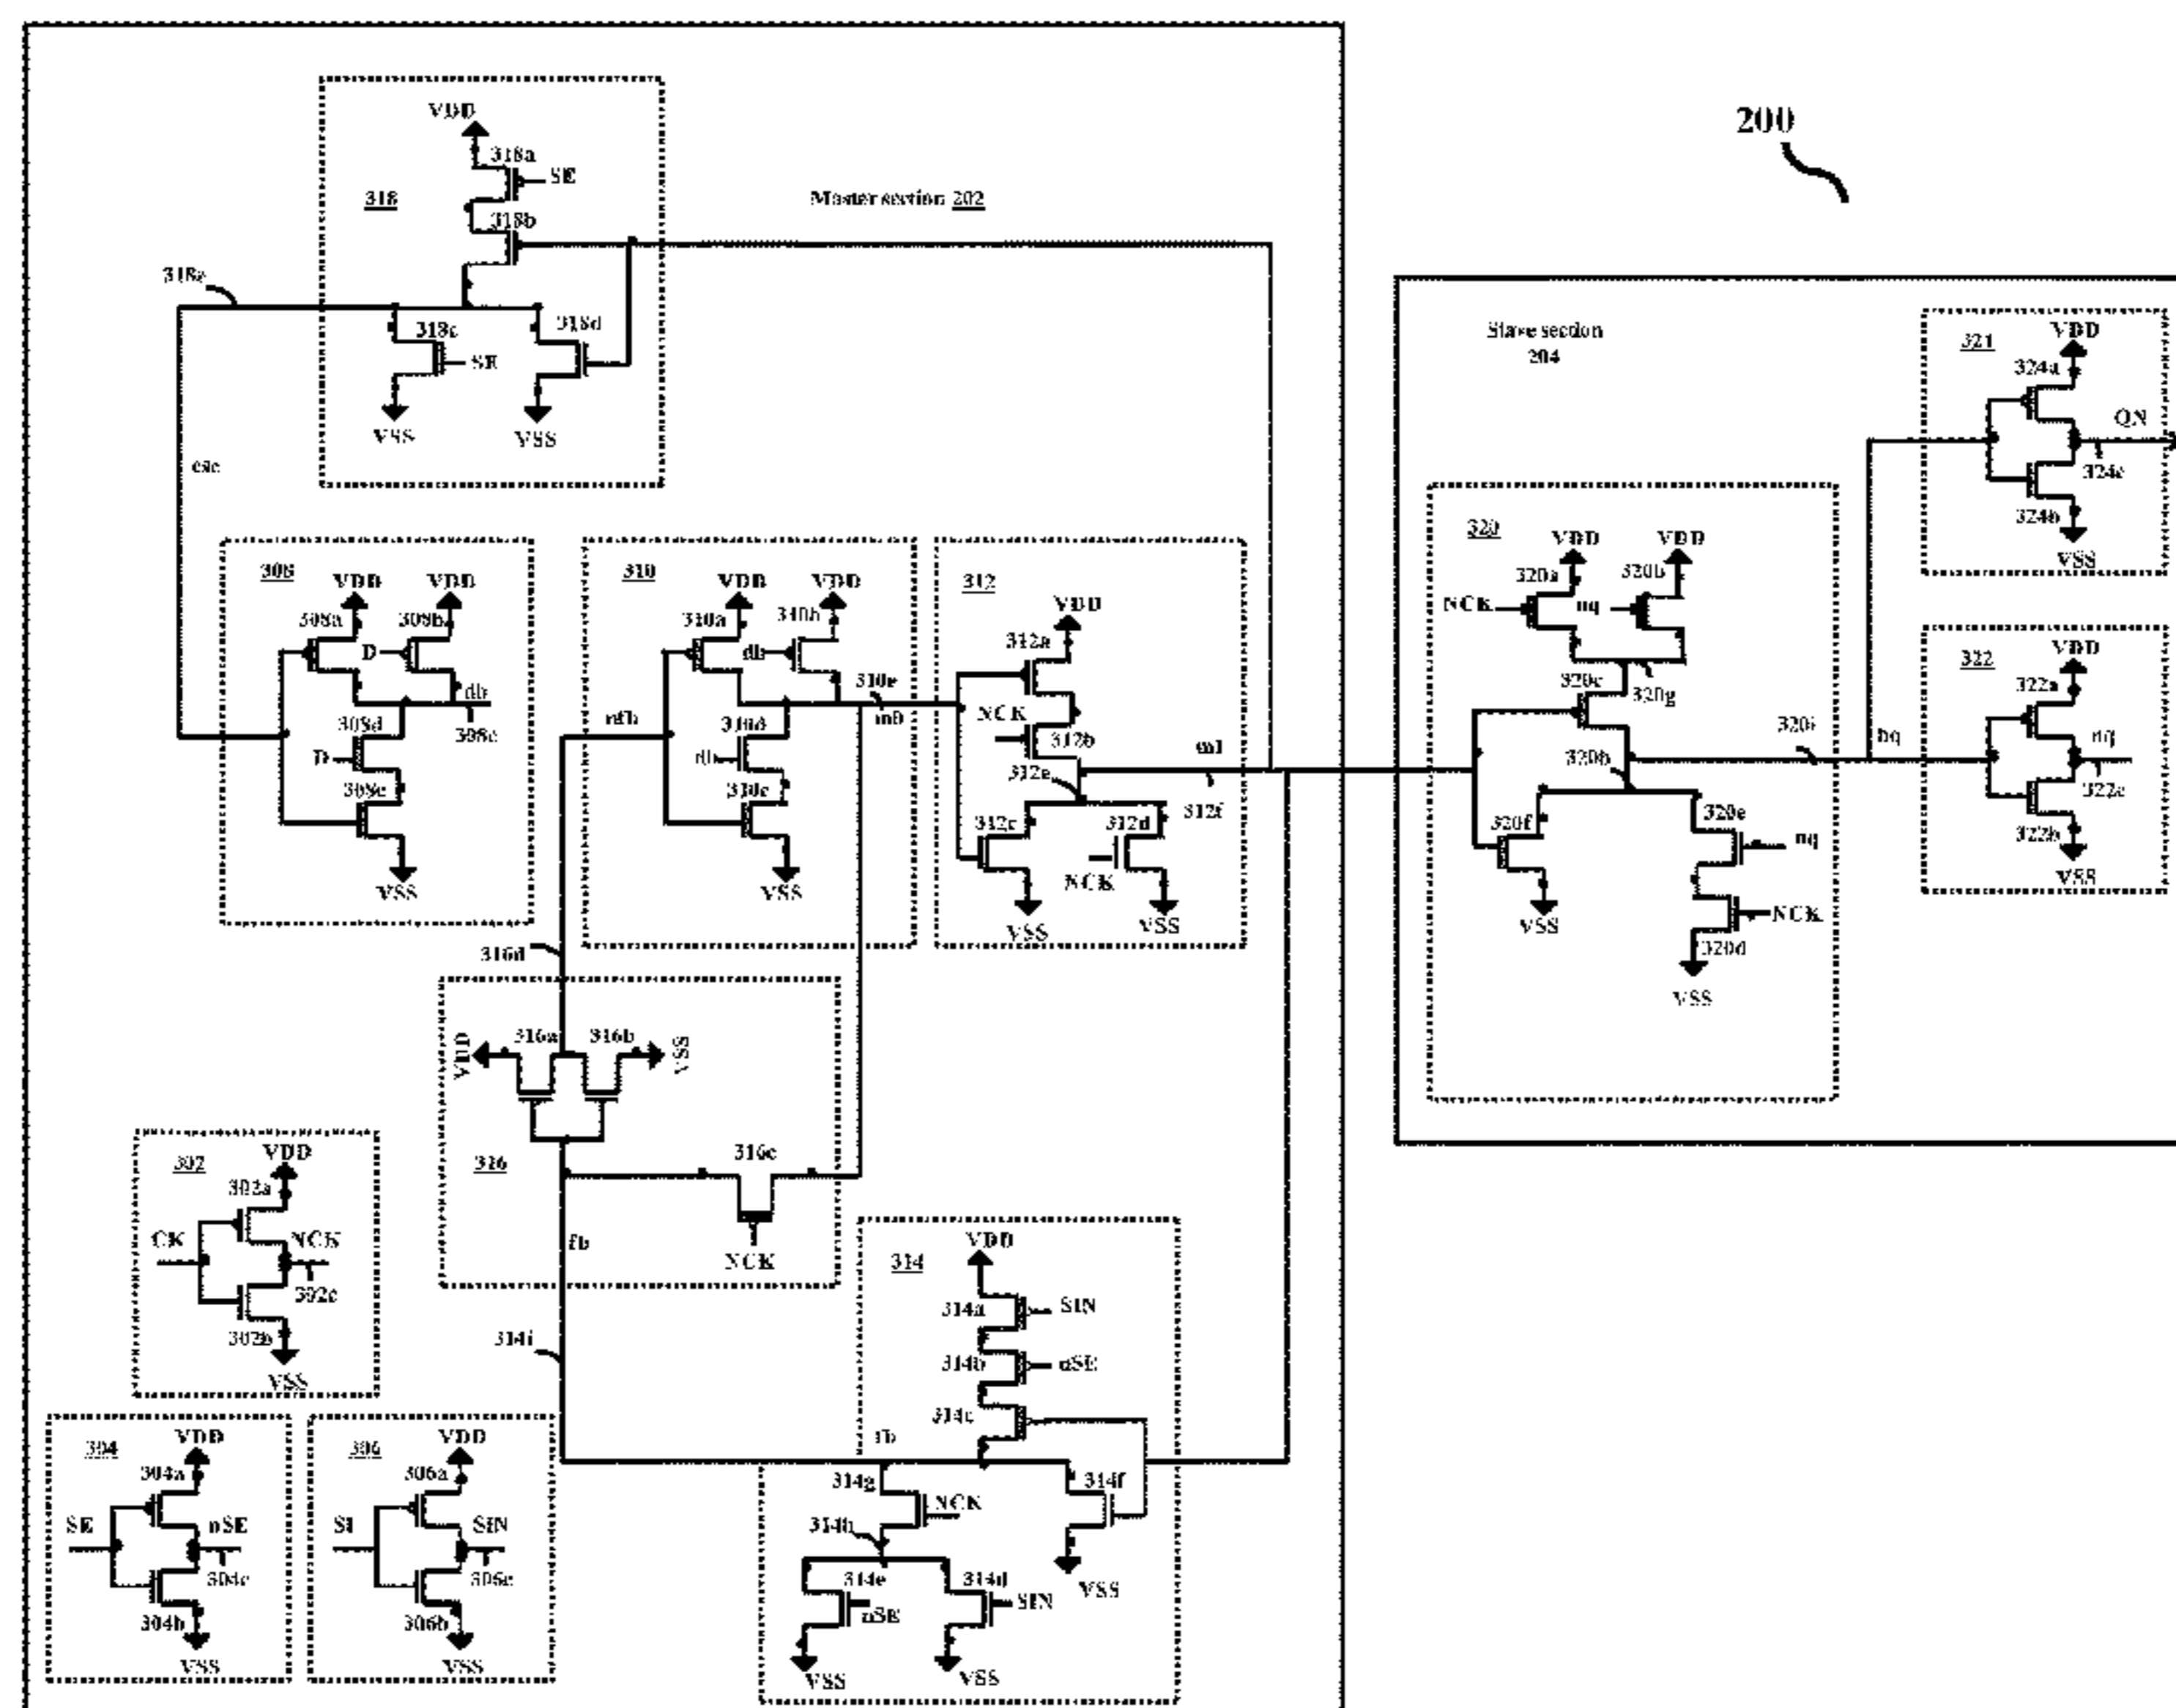 200
Master section 202
VDD
318a
SE
318
318b
318e
318c
318d
SE
VSS
VSS
Slave section
204
321
VDD
324a
QN
324c
324b
VSS
308
VDD
VDD
308a
308b
D
db
308d
308e
D
308c
VSS
310
VDD
VDD
310a
310b
db
310e
m0
nfb
310d
db
310c
VSS
312
VDD
312a
NCK
312b
m1
312e
312f
312c
312d
NCK
VSS
VSS
320
VDD
VDD
320a
320b
NCK
nq
320c
320g
320i
320h
320f
320e
nq
NCK
320d
VSS
VSS
322
VDD
322a
nq
322c
322b
VSS
316d
VDD
316a
316b
VSS
316
316c
NCK
fb
302
VDD
302a
CK
NCK
302c
302b
VSS
314i
314
VDD
314a
SIN
314b
nSE
314c
fb
314g
NCK
314f
314h
314e
314d
nSE
SIN
VSS
VSS
VSS
304
VDD
304a
SE
nSE
304c
304b
VSS
306
VDD
306a
SI
SIN
306c
306b
VSS